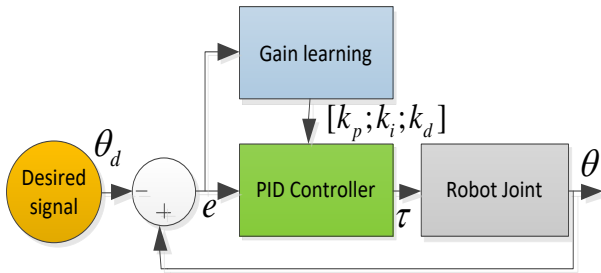 Gain learning
[k_p;k_i;k_d]
θ_d
θ
Desired
signal
−
+
e
PID Controller
τ
Robot Joint